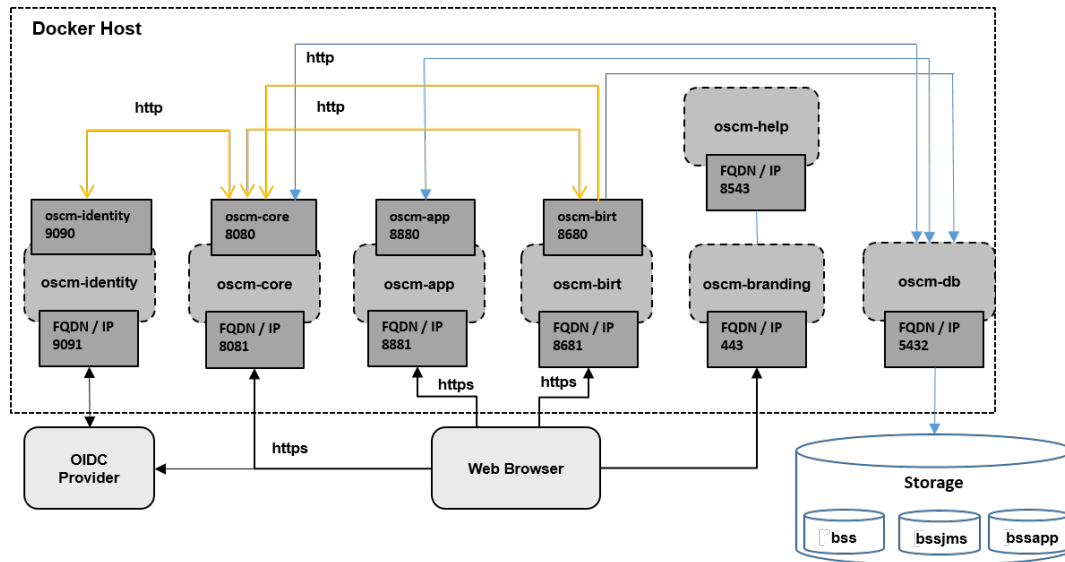 Docker Host
http
http
http
oscm-help
FQDN / IP
8543
oscm-identity
9090
oscm-core
8080
oscm-app
8880
oscm-birt
8680
oscm-identity
oscm-core
oscm-app
oscm-birt
oscm-branding
oscm-db
FQDN / IP
9091
FQDN / IP
8081
FQDN / IP
8881
FQDN / IP
8681
FQDN / IP
443
FQDN / IP
5432
https
https
https
OIDC
Provider
Web Browser
Storage
bss
bssjms
bssapp